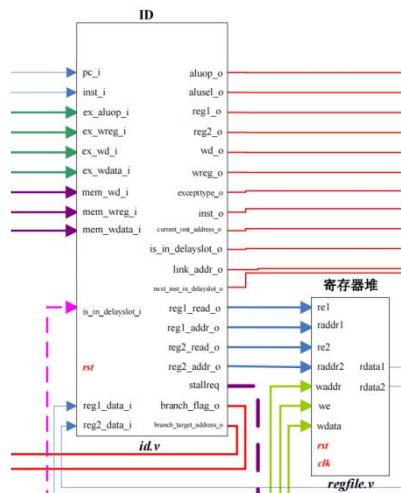 ID
pc_i
inst_i
ex_aluop_i
ex_wreg_i
ex_wd_i
ex_wdata_i
mem_wd_i
mem_wreg_i
mem_wdata_i
is_in_delayslot_i
rst
reg1_data_i
reg2_data_i
aluop_o
alusel_o
reg1_o
reg2_o
wd_o
wreg_o
excepttype_o
inst_o
current_inst_address_o
is_in_delayslot_o
link_addr_o
next_inst_in_delayslot_o
reg1_read_o
reg1_addr_o
reg2_read_o
reg2_addr_o
stallreq
branch_flag_o
branch_target_address_o
id.v
寄存器堆
re1
raddr1
re2
raddr2
waddr
we
wdata
rst
clk
rdata1
rdata2
regfile.v